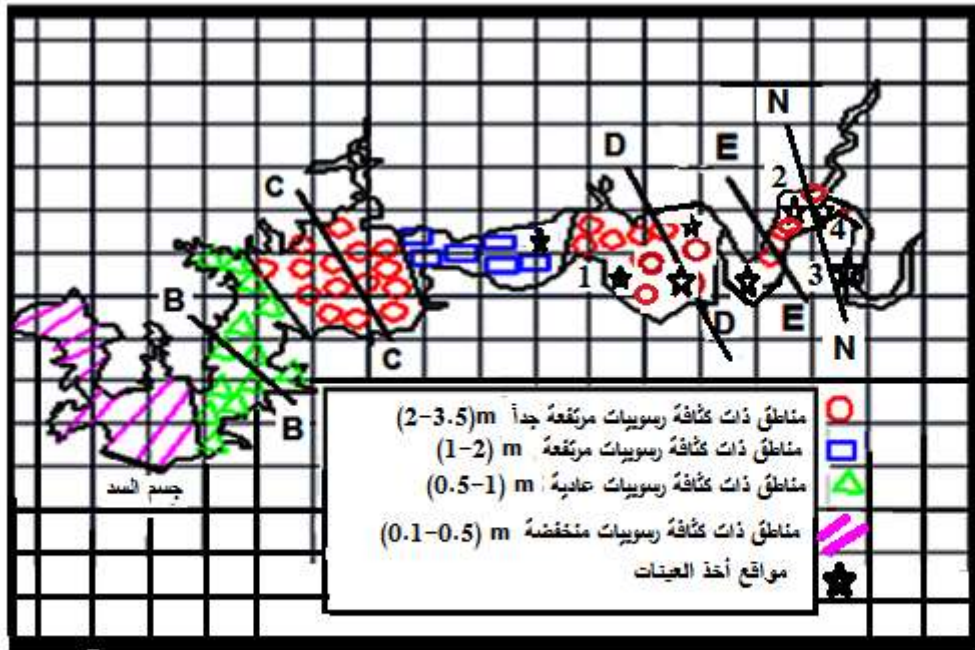 N
D
E
2
C
4
1
3
B
D
E
C
N
B
مناطق ذات كثافة رسوبيات مرتفعة جداً (2-3.5)m
مناطق ذات كثافة رسوبيات مرتفعة (1-2) m
مناطق ذات كثافة رسوبيات عادية: (0.5-1) m
جسم السد
مناطق ذات كثافة رسوبيات منخفضة (0.1-0.5) m
مواقع أخذ العينات